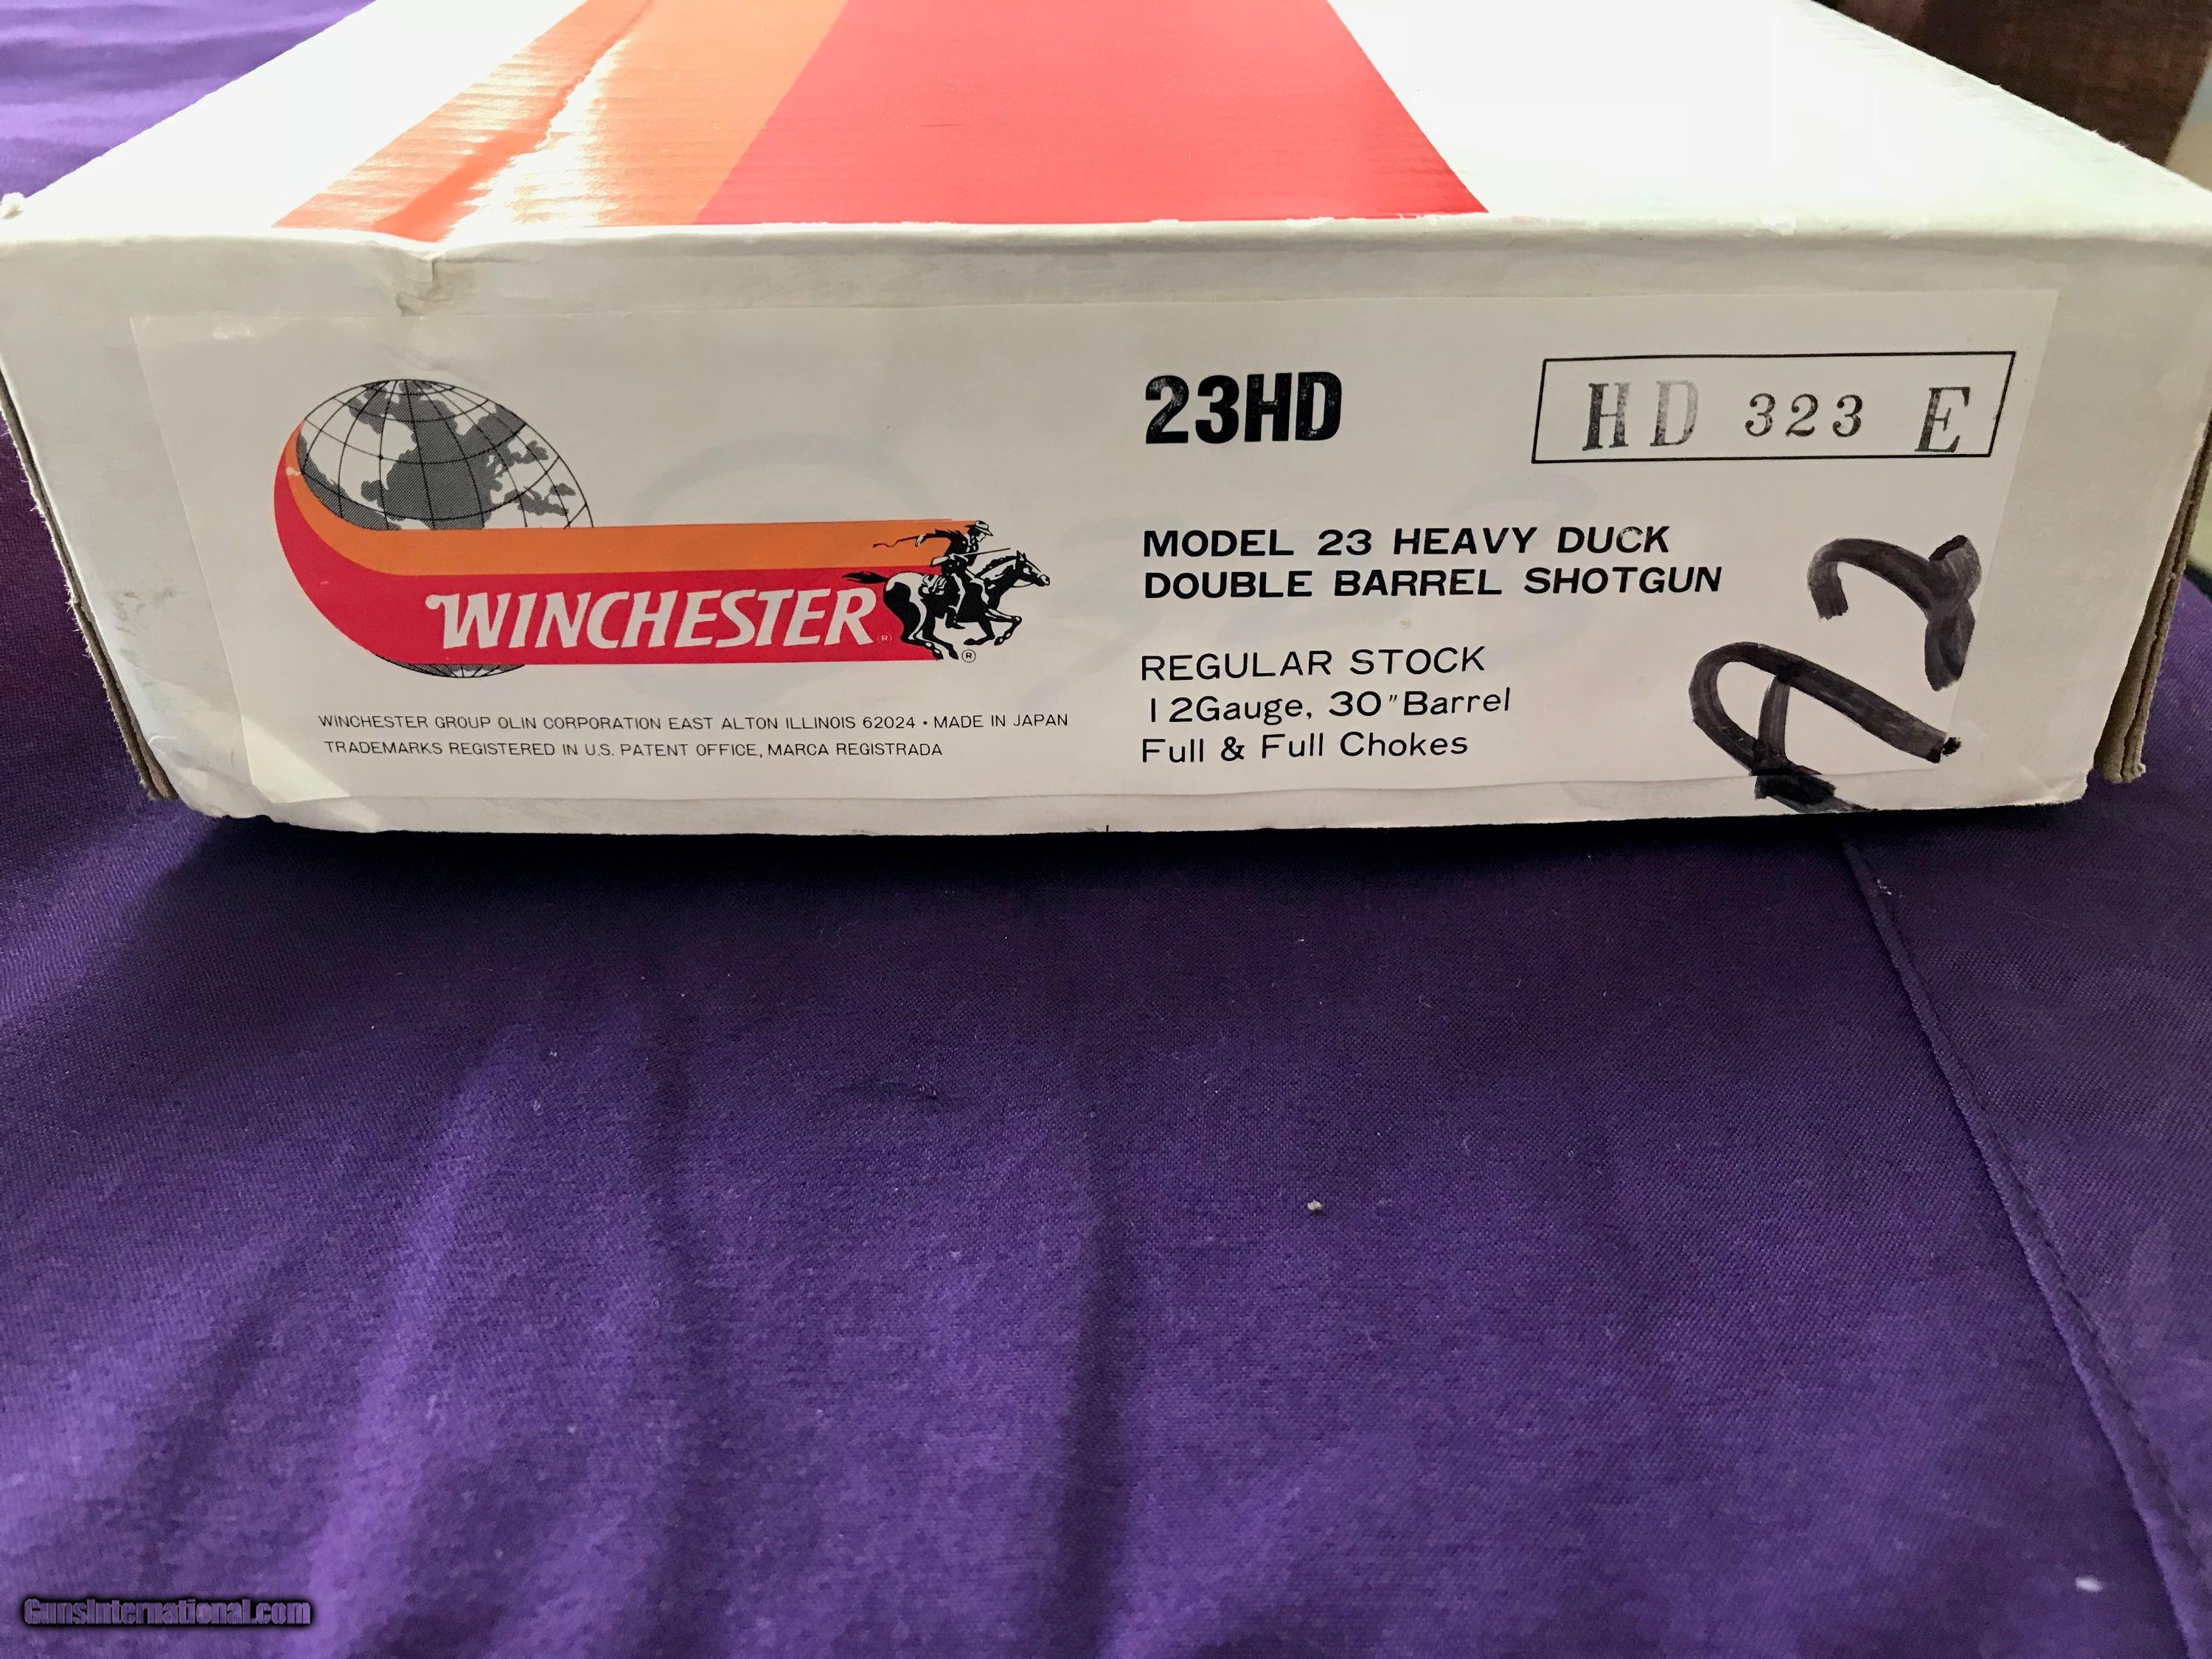 23HD
HD 323 E
WINCHESTER®
®
MODEL 23 HEAVY DUCK
DOUBLE BARREL SHOTGUN
REGULAR STOCK
12Gauge, 30"Barrel
Full & Full Chokes
WINCHESTER GROUP OLIN CORPORATION EAST ALTON ILLINOIS 62024 • MADE IN JAPAN
TRADEMARKS REGISTERED IN U.S. PATENT OFFICE, MARCA REGISTRADA
GunsInternational.com